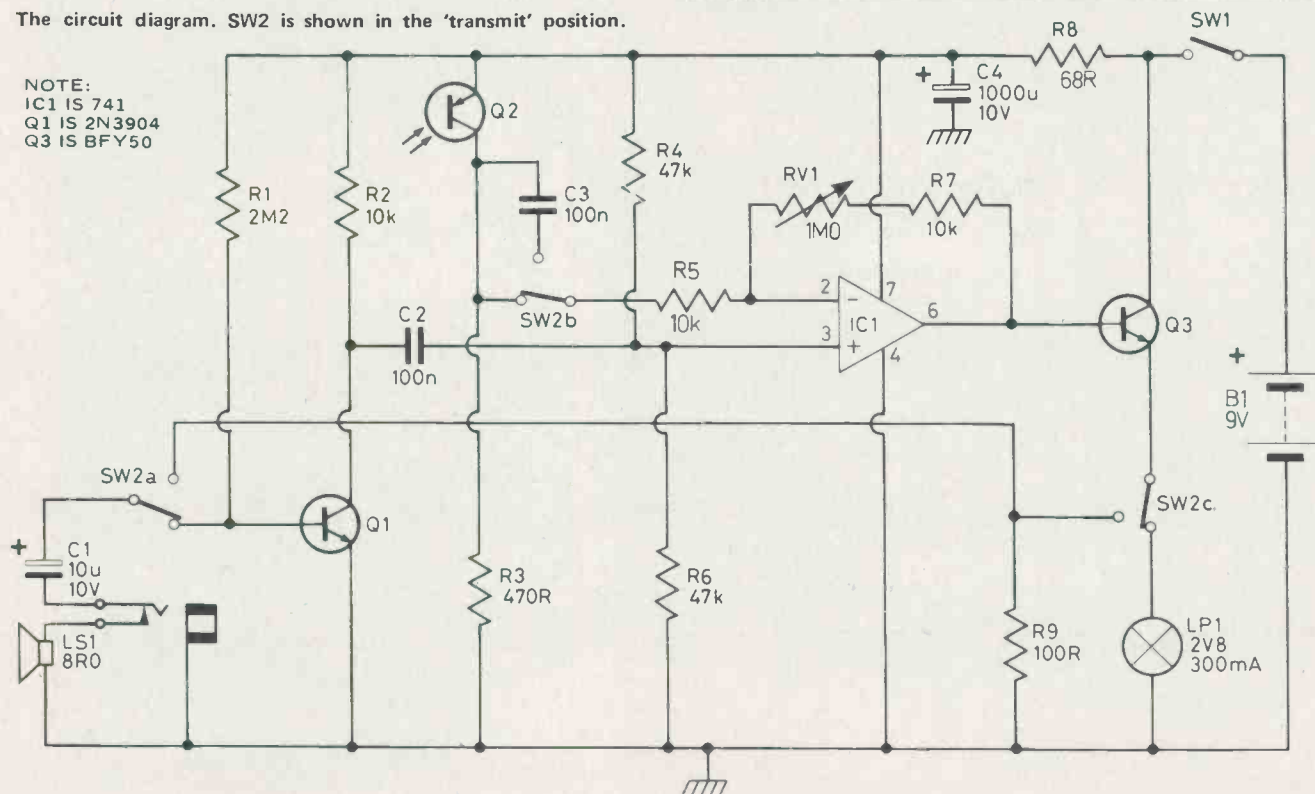 The circuit diagram. SW2 is shown in the 'transmit' position.
NOTE:
IC1 IS 741
Q1 IS 2N3904
Q3 IS BFY50
R1
2M2
R2
10k
Q2
C3
100n
R4
47k
RV1
1M0
R7
10k
+
C4
1000u
10V
R8
68R
SW1
C2
100n
SW2b
R5
10k
2
−
3
+
IC1
7
6
4
Q3
+
B1
9V
SW2a
+
C1
10u
10V
LS1
8R0
Q1
R3
470R
R6
47k
SW2c.
R9
100R
LP1
2V8
300mA